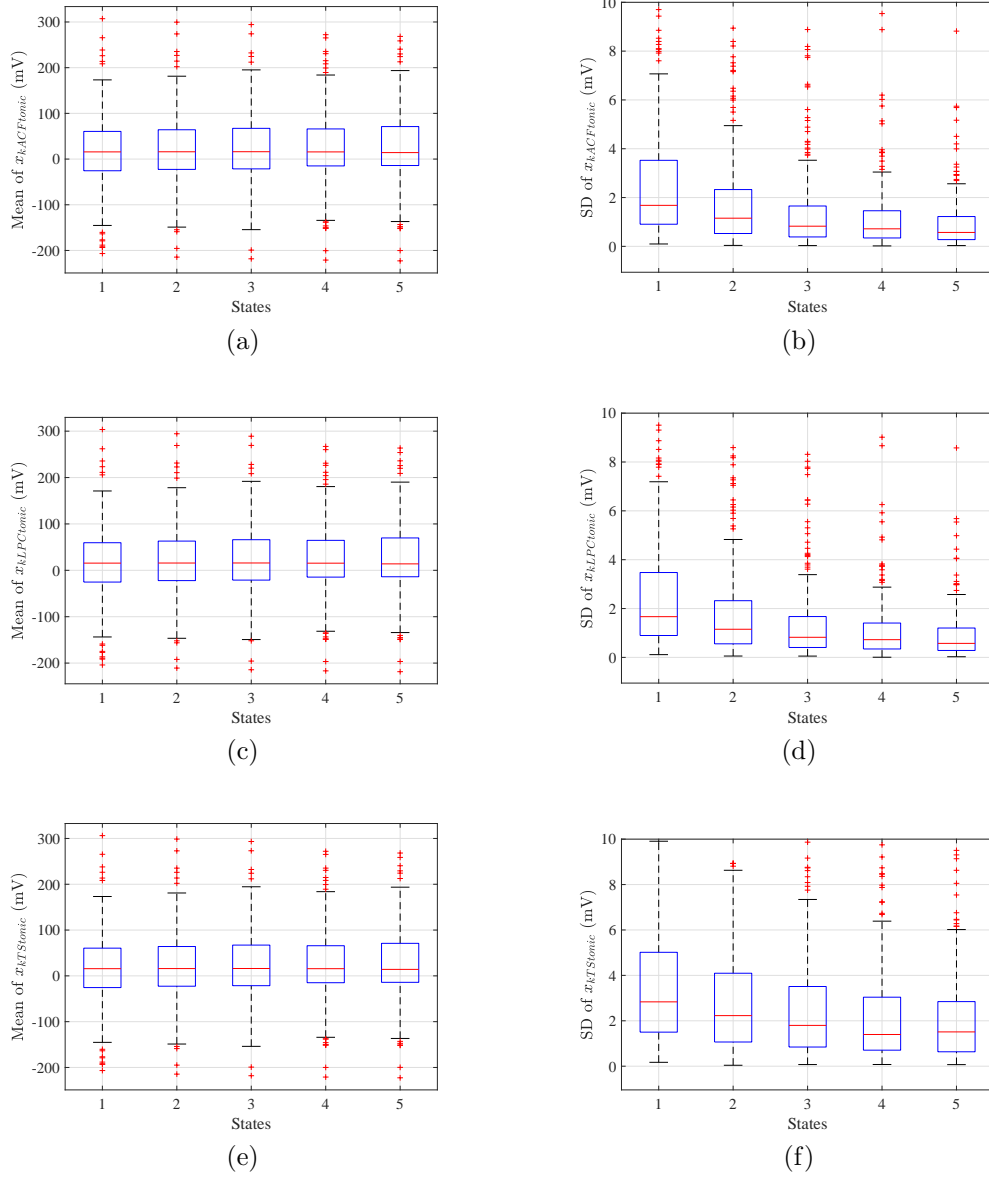 Mean of x_{kACFtonic} (mV)
300
200
100
0
-100
-200
1 2 3 4 5
States
(a)
SD of x_{kACFtonic} (mV)
10
8
6
4
2
0
1 2 3 4 5
States
(b)
Mean of x_{kLPCtonic} (mV)
300
200
100
0
-100
-200
1 2 3 4 5
States
(c)
SD of x_{kLPCtonic} (mV)
10
8
6
4
2
0
1 2 3 4 5
States
(d)
Mean of x_{kTStonic} (mV)
300
200
100
0
-100
-200
1 2 3 4 5
States
(e)
SD of x_{kTStonic} (mV)
10
8
6
4
2
0
1 2 3 4 5
States
(f)